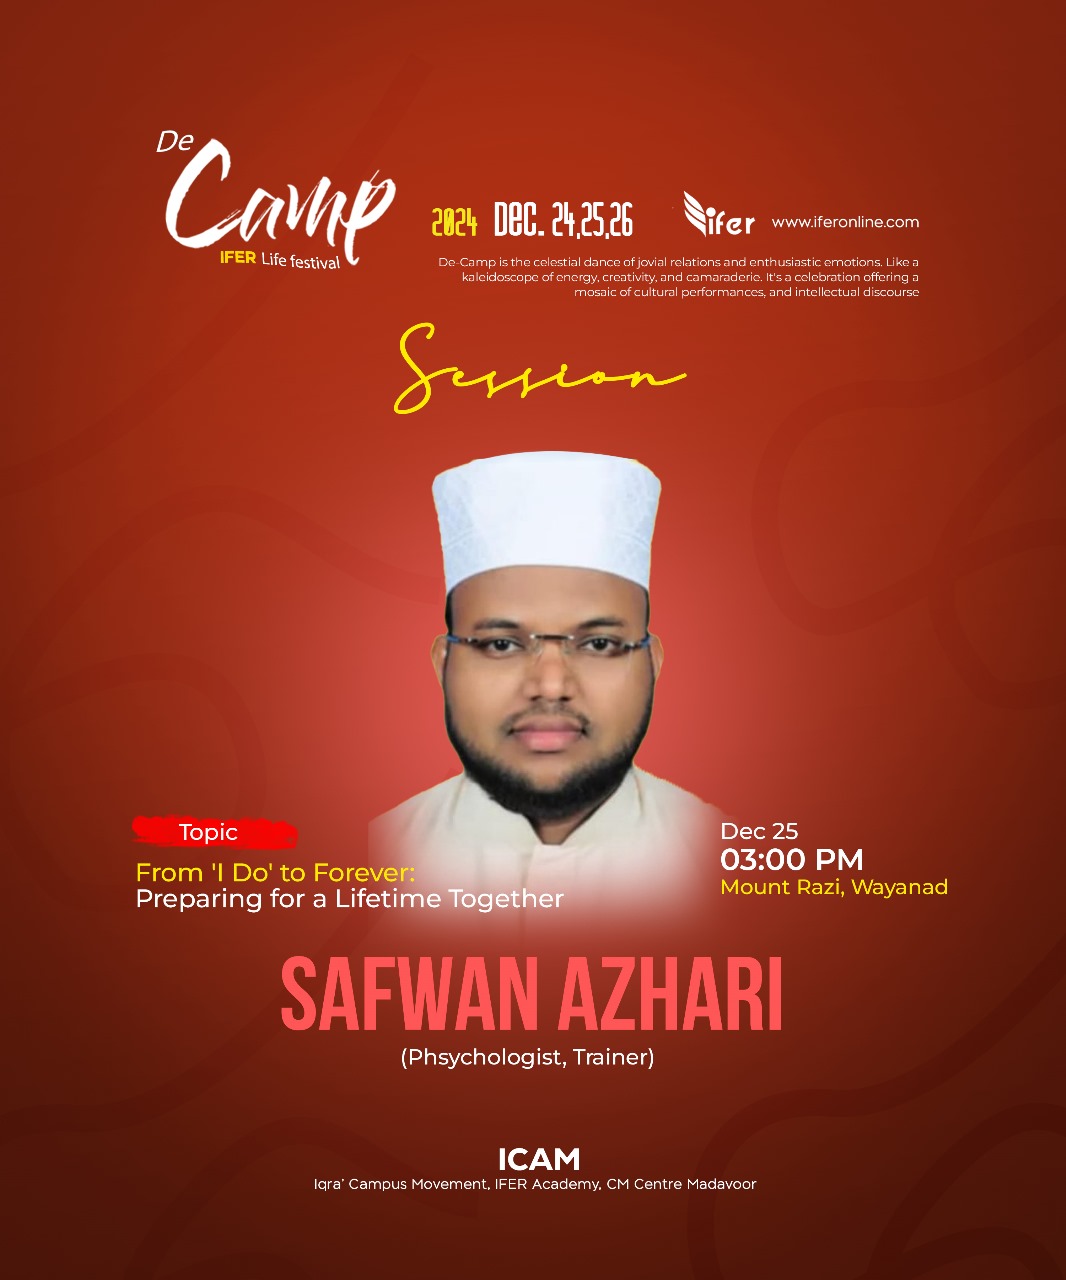 De
Camp
IFER Life festival
2024 Dec. 24,25,26
ifer
www.iferonline.com
De-Camp is the celestial dance of jovial relations and enthusiastic emotions. Like a
kaleidoscope of energy, creativity, and camaraderie. It's a celebration offering a
mosaic of cultural performances, and intellectual discourse
Session
Topic
From 'I Do' to Forever:
Preparing for a Lifetime Together
Dec 25
03:00 PM
Mount Razi, Wayanad
SAFWAN AZHARI
(Phsychologist, Trainer)
ICAM
Iqra' Campus Movement, IFER Academy, CM Centre Madavoor